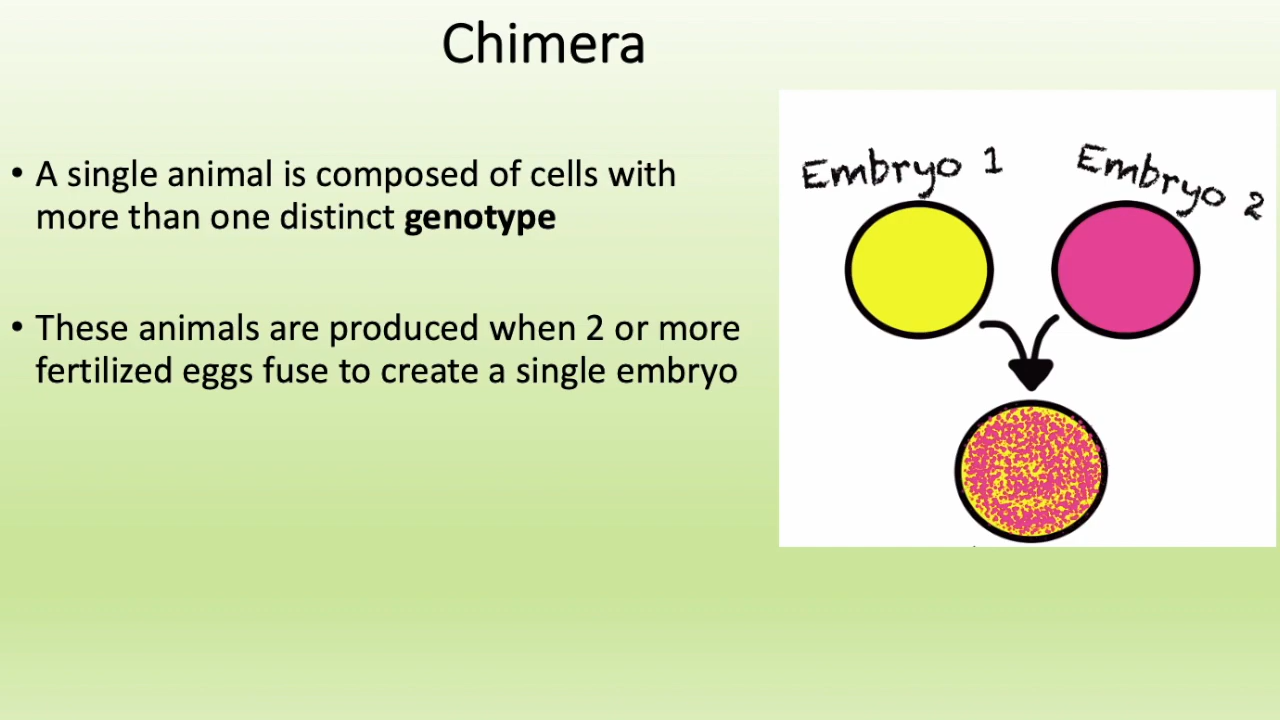 Chimera
• A single animal is composed of cells with
more than one distinct genotype
• These animals are produced when 2 or more
fertilized eggs fuse to create a single embryo
Embryo 1
Embryo 2